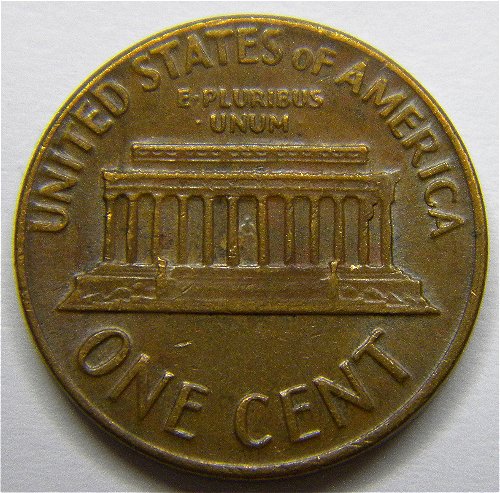 UNITED STATES OF AMERICA
E·PLURIBUS
·UNUM·
ONE CENT